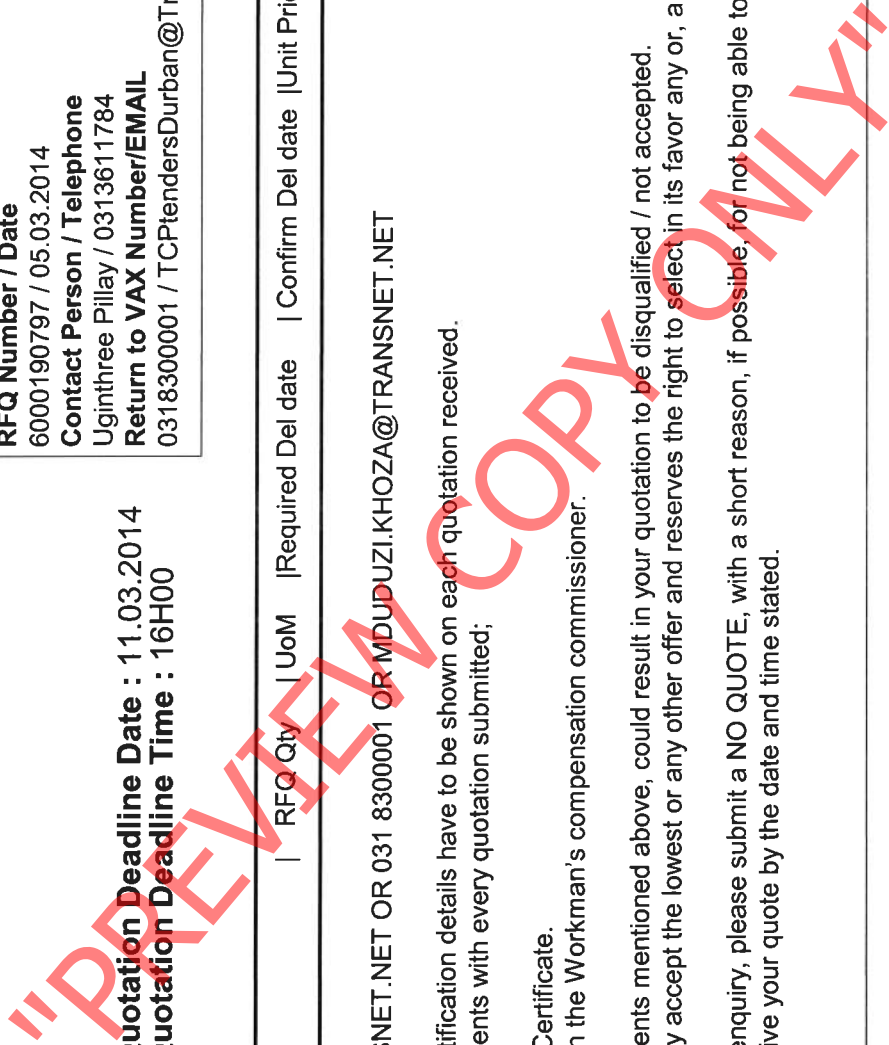 RFQ Number / Date
6000190797 / 05.03.2014
Contact Person / Telephone
Uginthree Pillay / 0313611784
Return to VAX Number/EMAIL
0318300001 / TCPtendersDurban@Tr
uotation Deadline Date : 11.03.2014
uotation Deadline Time : 16H00
| RFQ Qty | UoM |Required Del date | Confirm Del date |Unit Pri
SNET.NET OR 031 8300001 OR MDUDUZI.KHOZA@TRANSNET.NET
tification details have to be shown on each quotation received.
ents with every quotation submitted;
Certificate.
n the Workman's compensation commissioner.
ents mentioned above, could result in your quotation to be disqualified / not accepted.
y accept the lowest or any other offer and reserves the right to select in its favor any or, a
enquiry, please submit a NO QUOTE, with a short reason, if possible, for not being able to
ive your quote by the date and time stated.
"PREVIEW COPY ONLY"